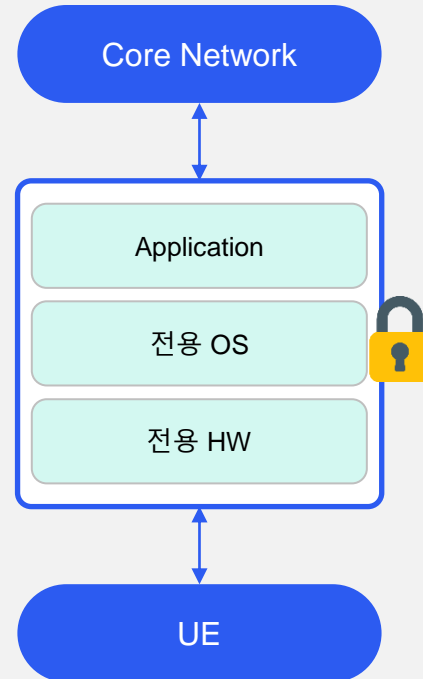 Core Network
Application
전용 OS
전용 HW
UE